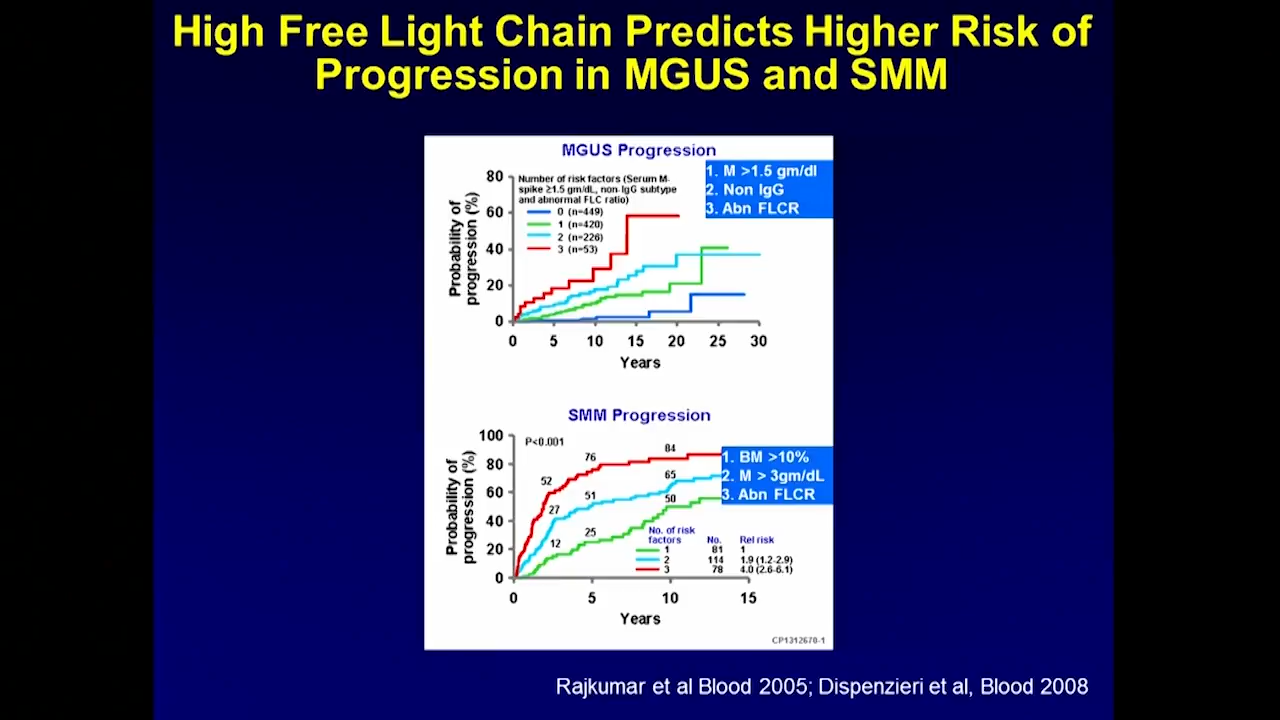 High Free Light Chain Predicts Higher Risk of
Progression in MGUS and SMM
MGUS Progression
1. M >1.5 gm/dl
2. Non IgG
3. Abn FLCR
Number of risk factors (Serum M-
spike ≥1.5 gm/dL, non-IgG subtype
and abnormal FLC ratio)
0 (n=449)
1 (n=420)
2 (n=226)
3 (n=53)
Probability of
progression (%)
80
60
40
20
0
0 5 10 15 20 25 30
Years
SMM Progression
P<0.001
1. BM >10%
2. M > 3gm/dL
3. Abn FLCR
Probability of
progression (%)
100
80
60
40
20
0
52 76 84
27 51 65
12 25 50
No. of risk
factors No. Rel risk
1 81 1
2 114 1.9 (1.2-2.9)
3 78 4.0 (2.6-6.1)
0 5 10 15
Years
CP1312670-1
Rajkumar et al Blood 2005; Dispenzieri et al, Blood 2008